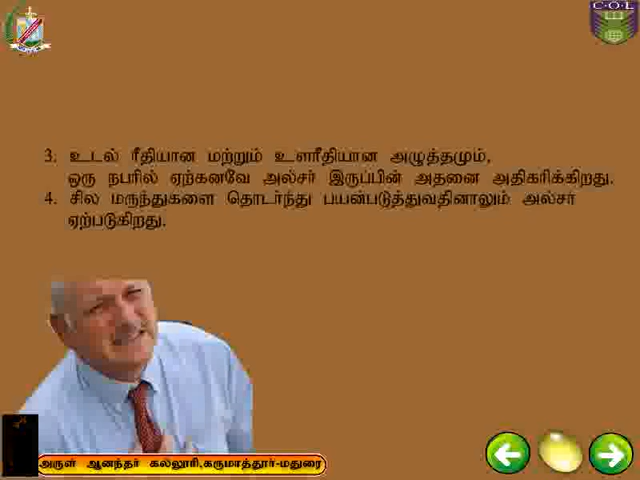 C.O.L
3. உடல் ரீதியான மற்றும் உளரீதியான அழுத்தமும்,
ஒரு நபரில் ஏற்கனவே அல்சர் இருப்பின் அதனை அதிகரிக்கிறது.
4. சில மருந்துகளை தொடர்ந்து பயன்படுத்துவதினாலும் அல்சர்
ஏற்படுகிறது.
அருள் ஆனந்தர் கல்லூரி,கருமாத்தூர்-மதுரை